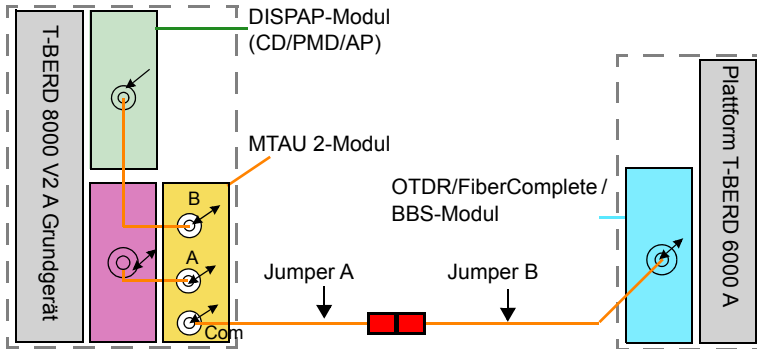 DISPAP-Modul
(CD/PMD/AP)
T-BERD 8000 V2 A Grundgerät
MTAU 2-Modul
B
A
Com
OTDR/FiberComplete /
BBS-Modul
Jumper A
Jumper B
Plattform T-BERD 6000 A